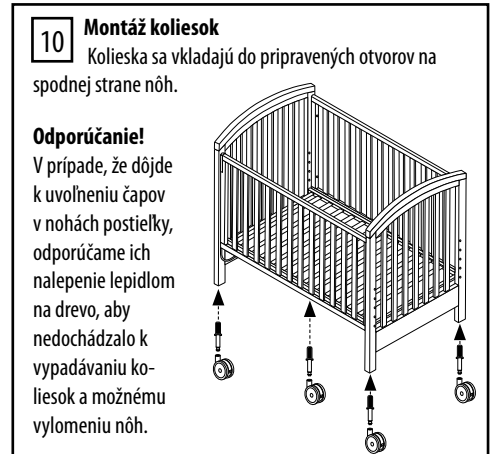 10 Montáž koliesok
Kolieska sa vkladajú do pripravených otvorov na
spodnej strane nôh.
Odporúčanie!
V prípade, že dôjde
k uvoľneniu čapov
v nohách postieľky,
odporúčame ich
nalepenie lepidlom
na drevo, aby
nedochádzalo k
vypadávaniu ko-
liesok a možnému
vylomeniu nôh.